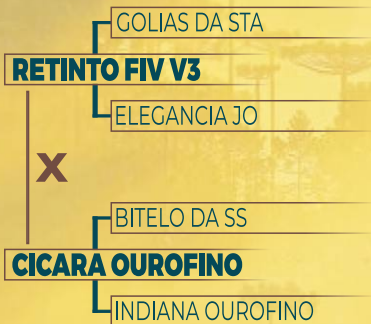 GOLIAS DA STA
RETINTO FIV V3
ELEGANCIA JO
X
BITELO DA SS
CICARA OUROFINO
INDIANA OUROFINO